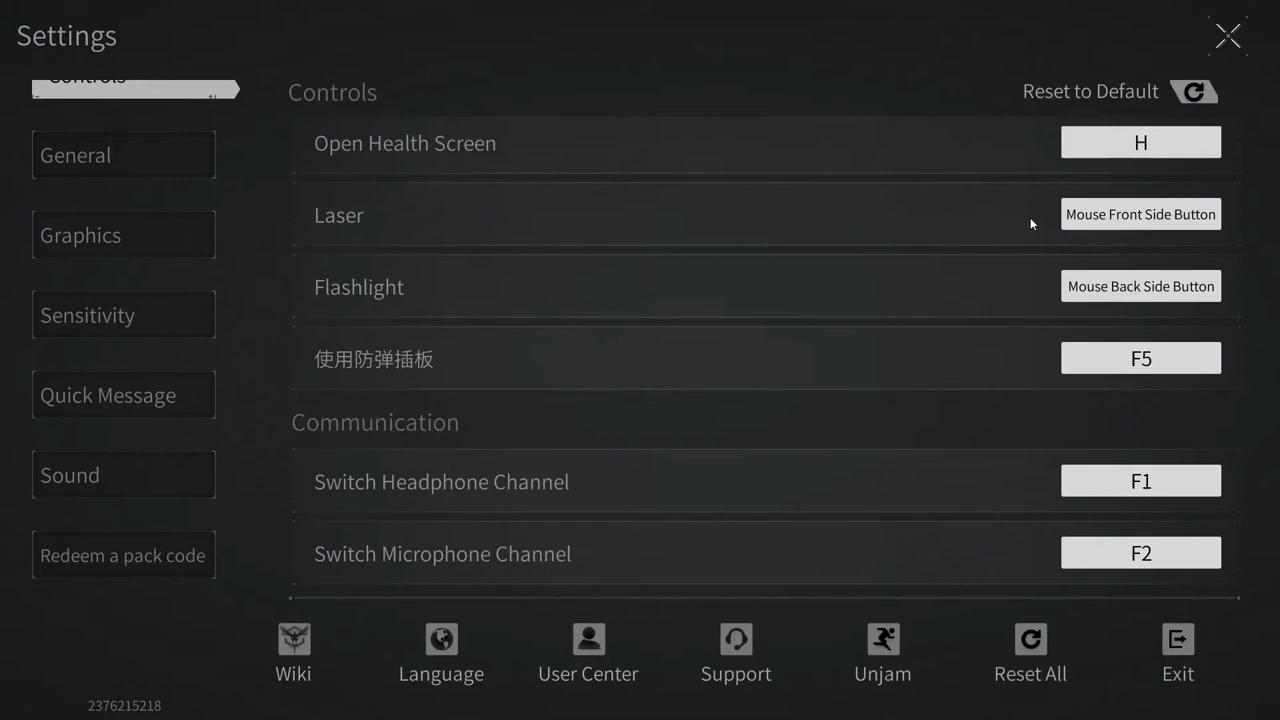 Settings
Controls
General
Graphics
Sensitivity
Quick Message
Sound
Redeem a pack code
Controls
Reset to Default
Open Health Screen
H
Laser
Mouse Front Side Button
Flashlight
Mouse Back Side Button
使用防弹插板
F5
Communication
Switch Headphone Channel
F1
Switch Microphone Channel
F2
Wiki
Language
User Center
Support
Unjam
Reset All
Exit
2376215218